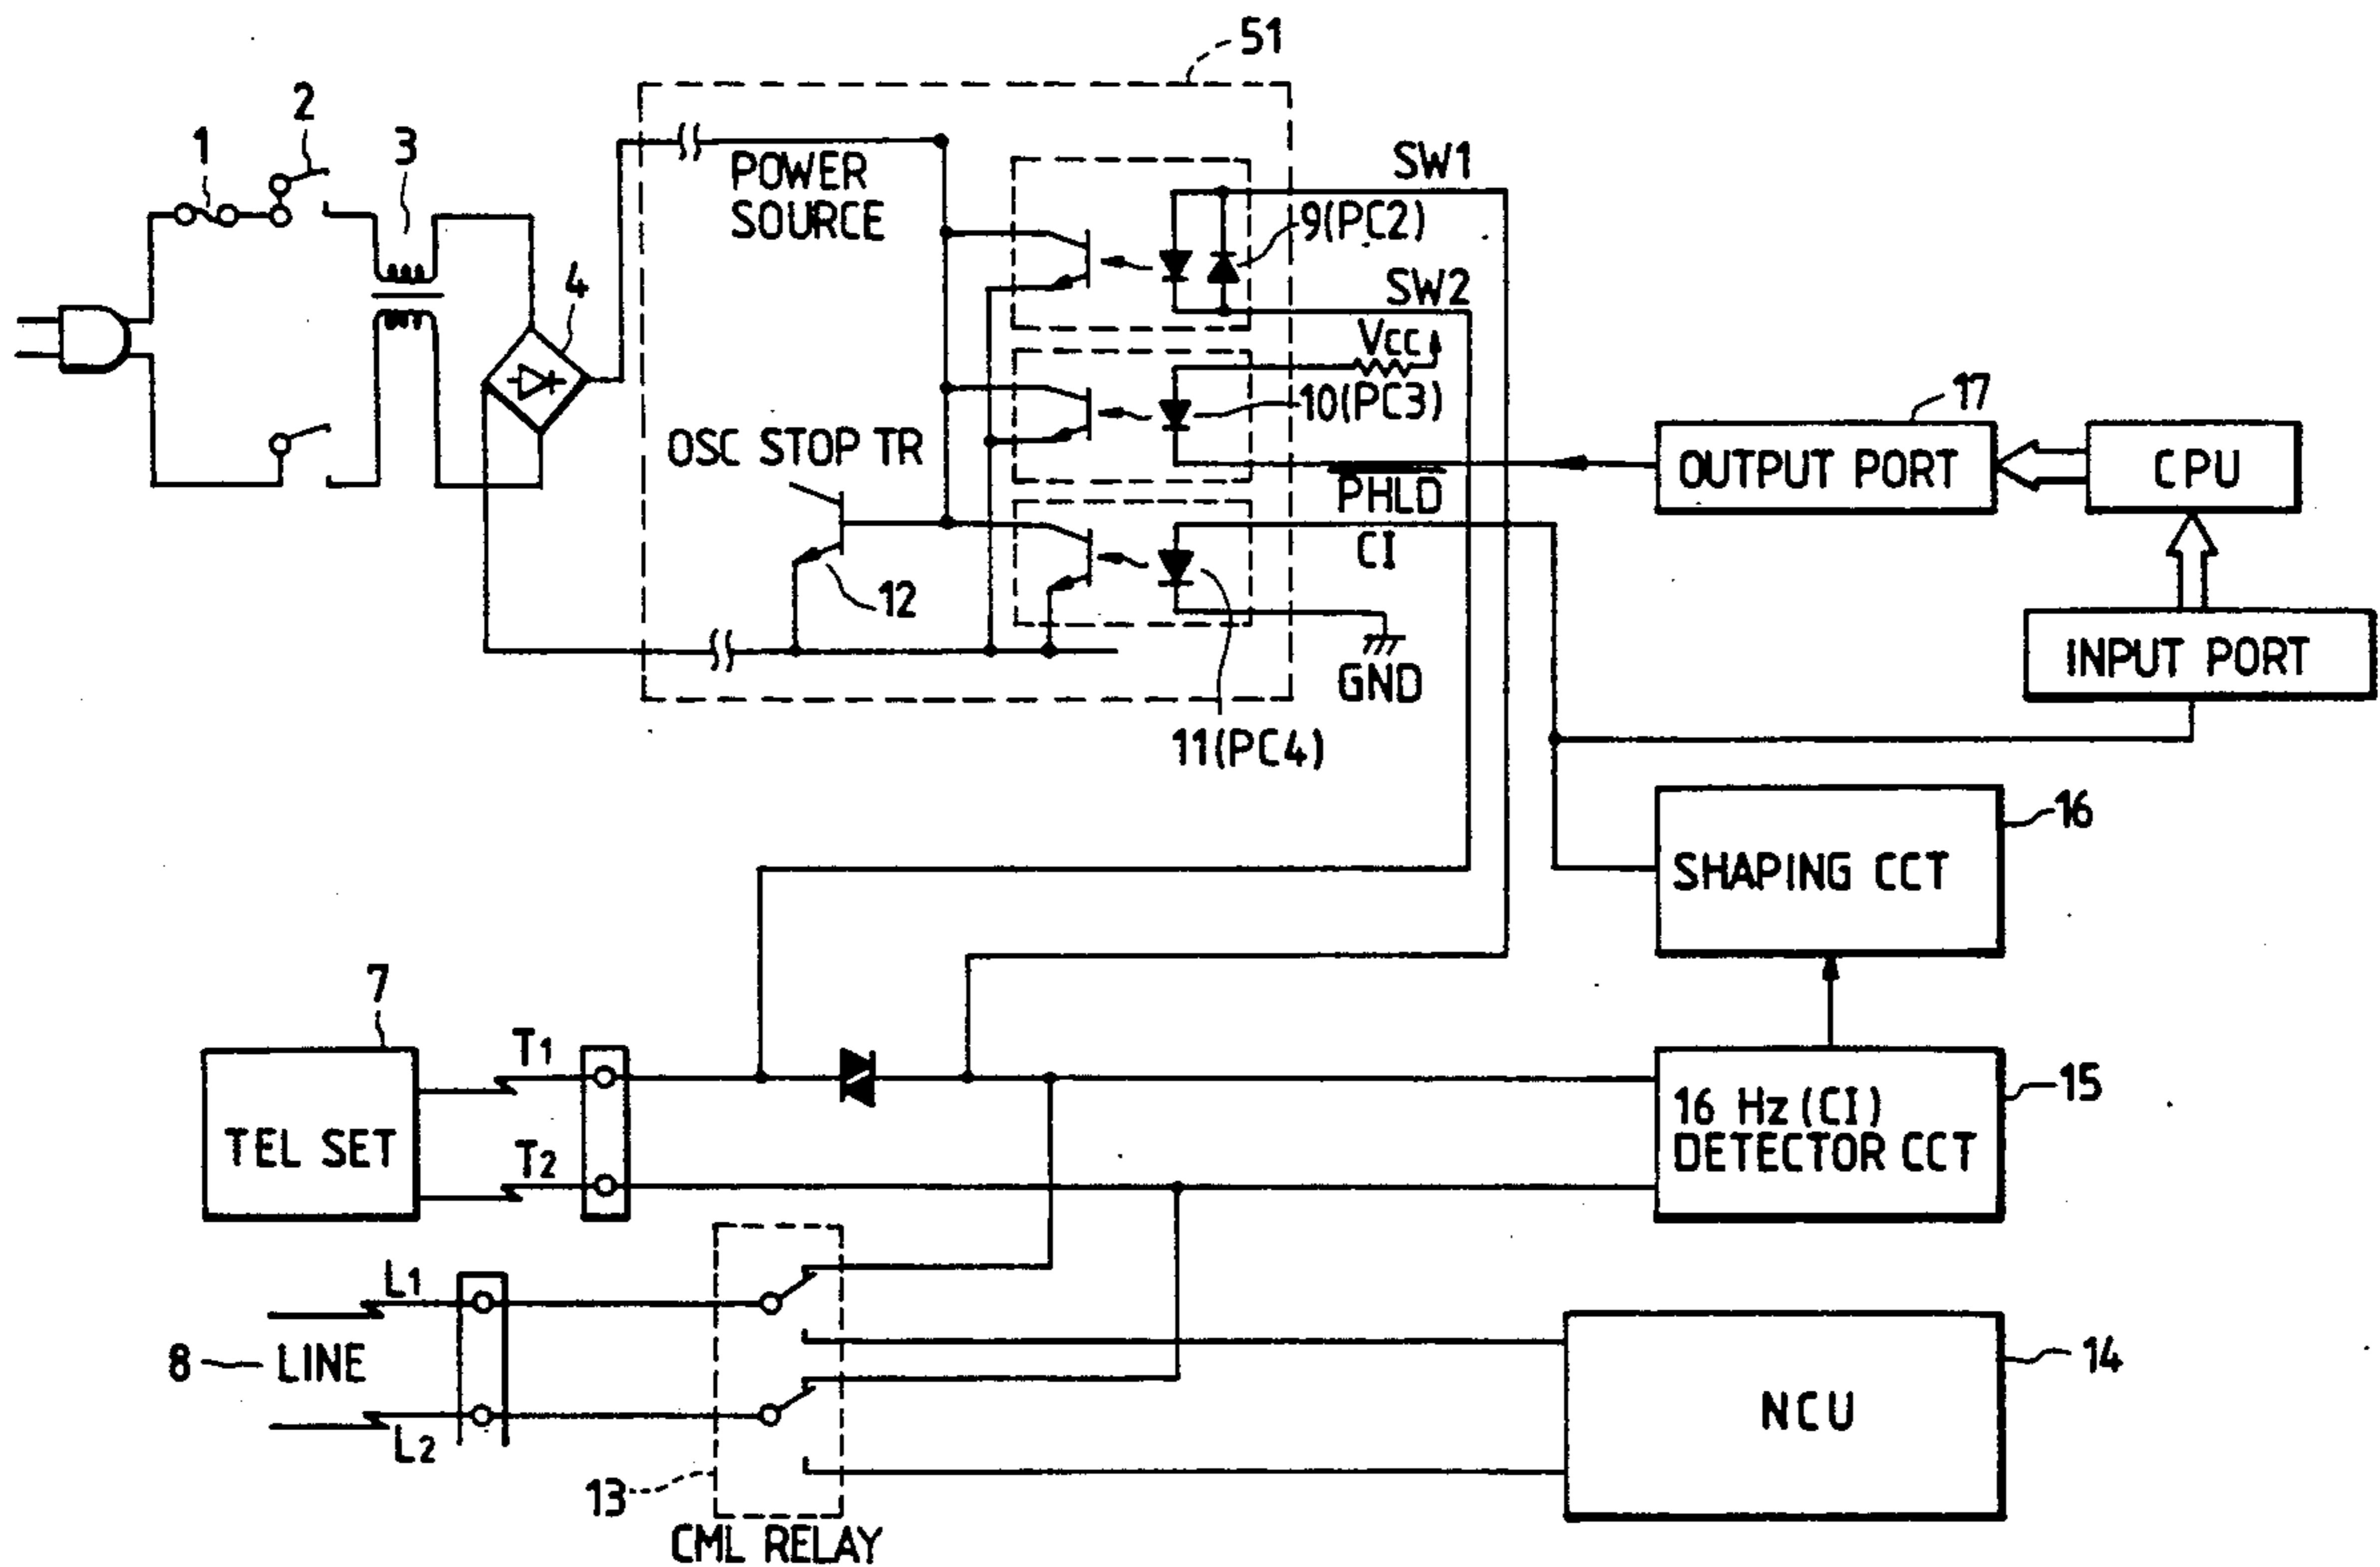 51
2
1
3
POWER
SOURCE
SW1
9(PC2)
4
SW2
Vcc
10(PC3)
17
OSC STOP TR
OUTPUT PORT
CPU
PHLD
CI
12
INPUT PORT
GND
11(PC4)
16
SHAPING CCT
7
T1
15
16 Hz (CI)
DETECTOR CCT
TEL SET
T2
L1
8
LINE
14
NCU
L2
13
CML RELAY